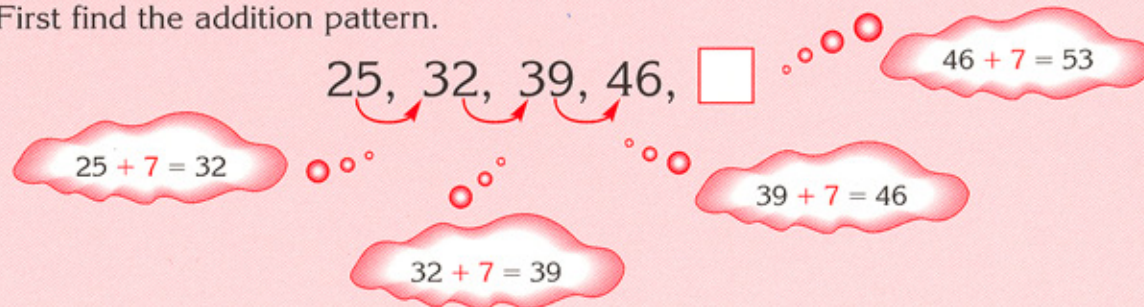 First find the addition pattern.
25, 32, 39, 46,
46 + 7 = 53
25 + 7 = 32
39 + 7 = 46
32 + 7 = 39